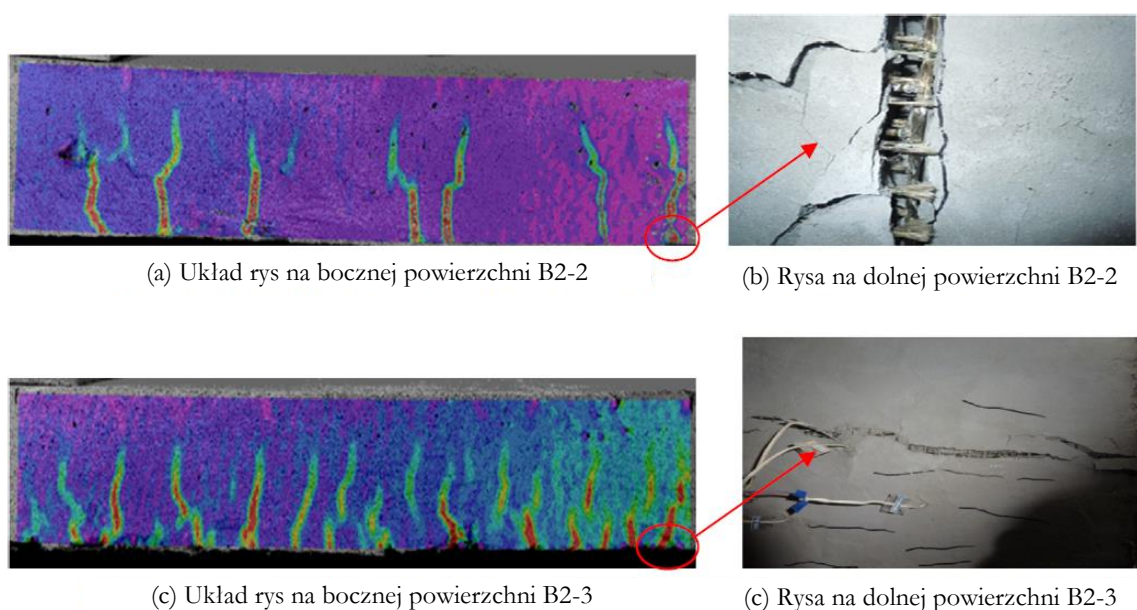 (a) Układ rys na bocznej powierzchni B2-2
(b) Rysa na dolnej powierzchni B2-2
(c) Układ rys na bocznej powierzchni B2-3
(c) Rysa na dolnej powierzchni B2-3